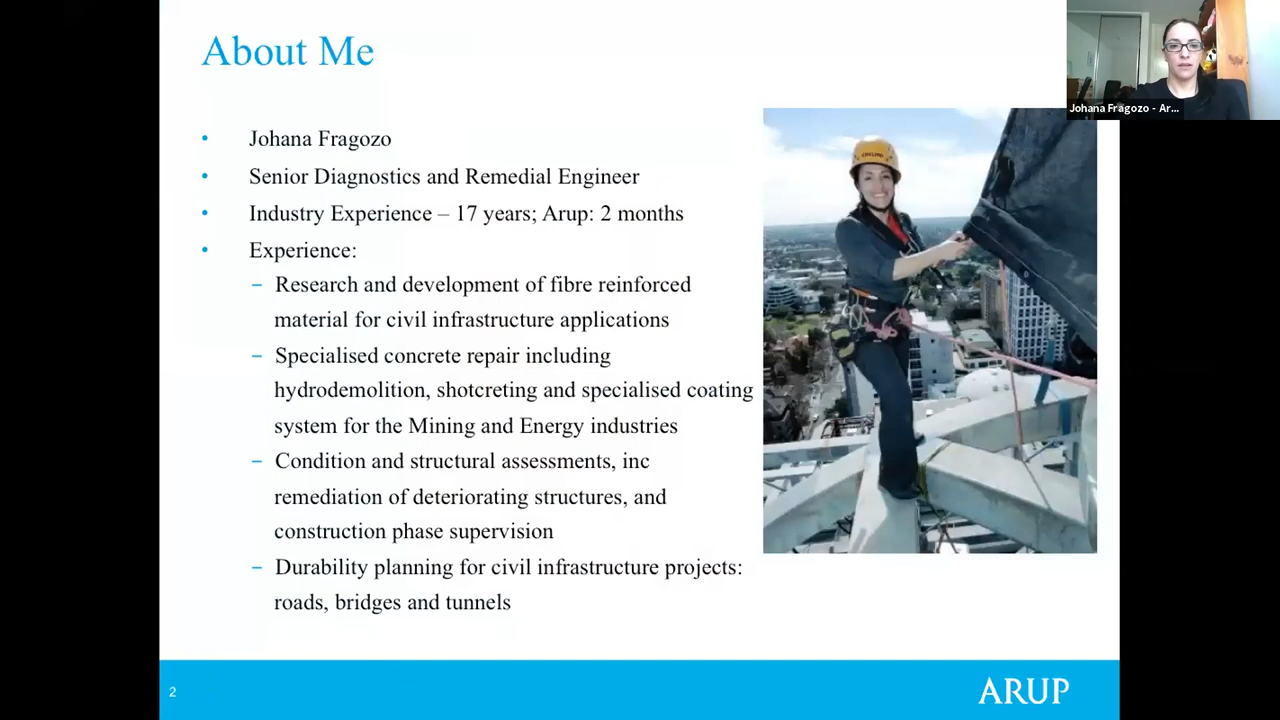 About Me
Johana Fragozo - Ar...
• Johana Fragozo
• Senior Diagnostics and Remedial Engineer
• Industry Experience – 17 years; Arup: 2 months
• Experience:
– Research and development of fibre reinforced
material for civil infrastructure applications
– Specialised concrete repair including
hydrodemolition, shotcreting and specialised coating
system for the Mining and Energy industries
– Condition and structural assessments, inc
remediation of deteriorating structures, and
construction phase supervision
– Durability planning for civil infrastructure projects:
roads, bridges and tunnels
2
ARUP